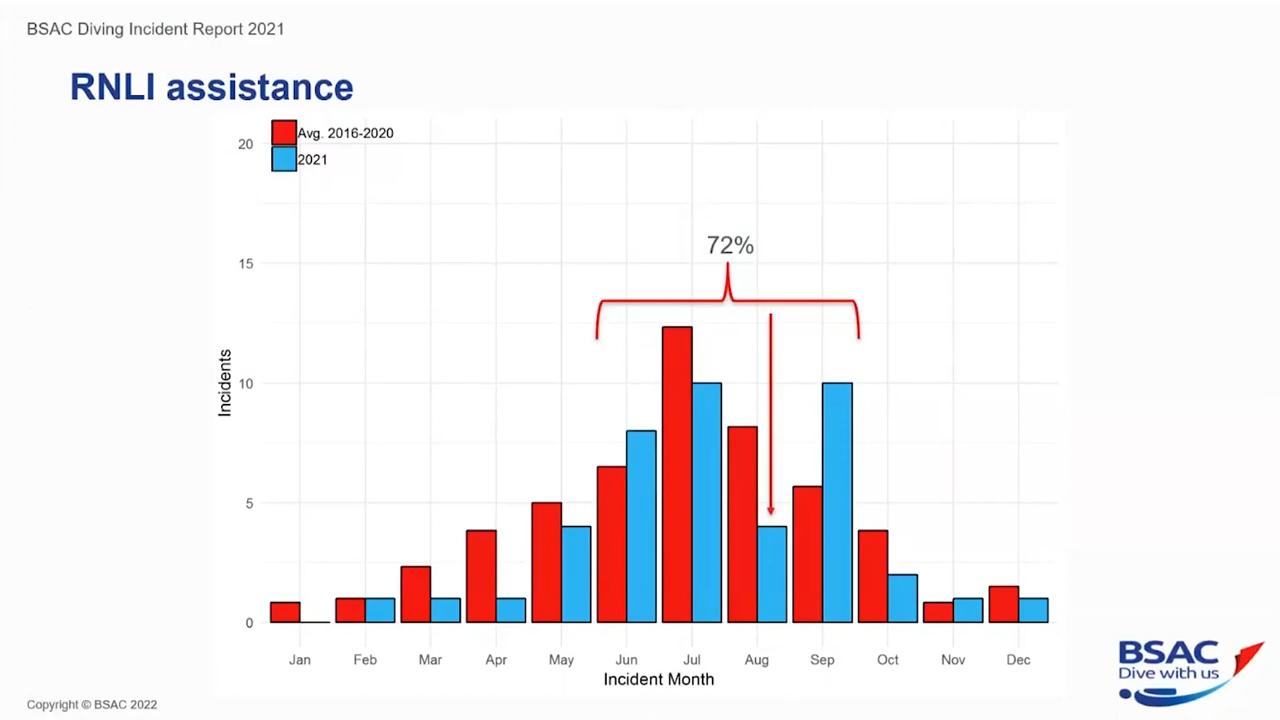 BSAC Diving Incident Report 2021
RNLI assistance
Avg. 2016-2020
2021
20
15
10
5
0
72%
Incidents
Jan Feb Mar Apr May Jun Jul Aug Sep Oct Nov Dec
Incident Month
BSAC
Dive with us
Copyright © BSAC 2022